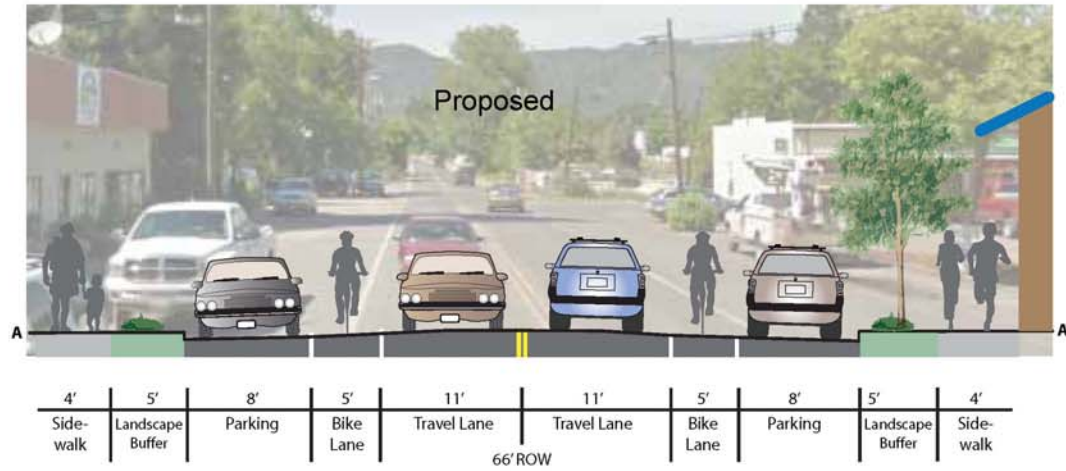 Proposed
A A
4' 5' 8' 5' 11' 11' 5' 8' 5' 4'
Side-
walk
Landscape
Buffer
Parking
Bike
Lane
Travel Lane
Travel Lane
Bike
Lane
Parking
Landscape
Buffer
Side-
walk
66' ROW